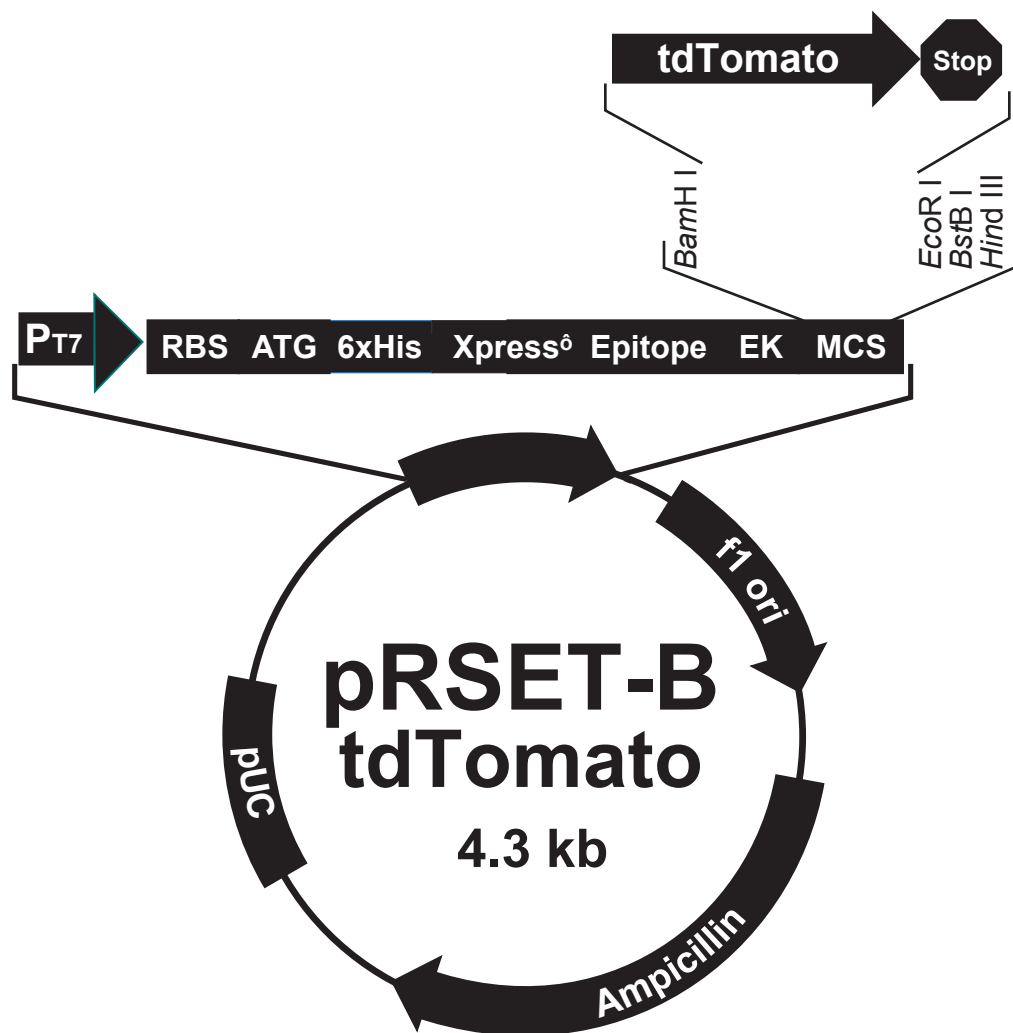 tdTomato
Stop
BamH I
EcoR I
BstB I
Hind III
PT7
RBS ATG 6xHis Xpressô Epitope EK MCS
f1 ori
pRSET-B
tdTomato
pUC
4.3 kb
Ampicillin